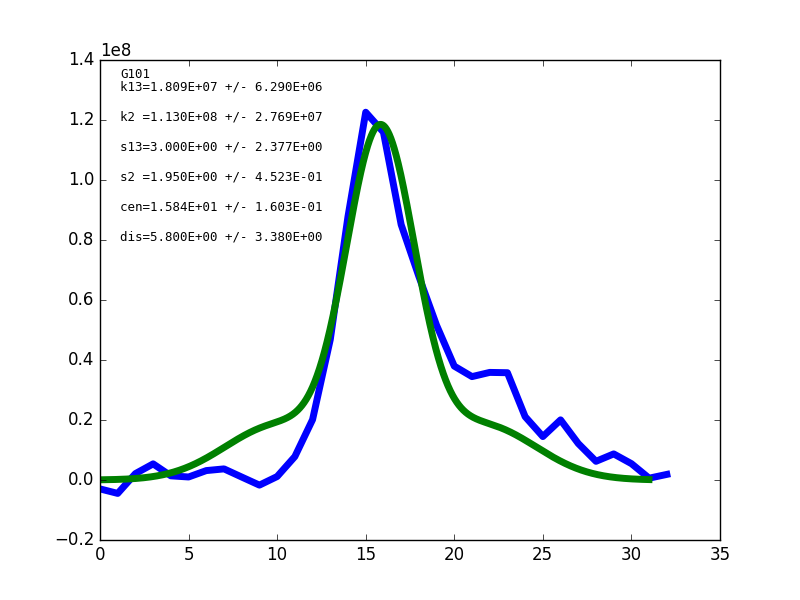 1e8
1.4
1.2
1.0
0.8
0.6
0.4
0.2
0.0
−0.2
G101
k13=1.809E+07 +/- 6.290E+06
k2 =1.130E+08 +/- 2.769E+07
s13=3.000E+00 +/- 2.377E+00
s2 =1.950E+00 +/- 4.523E-01
cen=1.584E+01 +/- 1.603E-01
dis=5.800E+00 +/- 3.380E+00
0 5 10 15 20 25 30 35